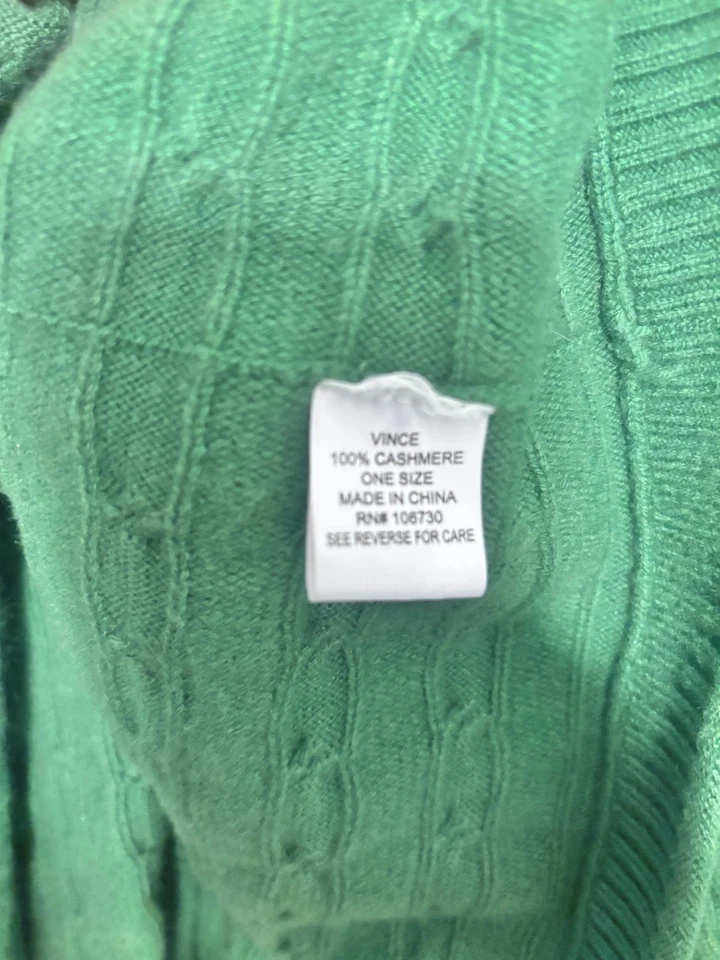 VINCE
100% CASHMERE
ONE SIZE
MADE IN CHINA
RN# 106730
SEE REVERSE FOR CARE